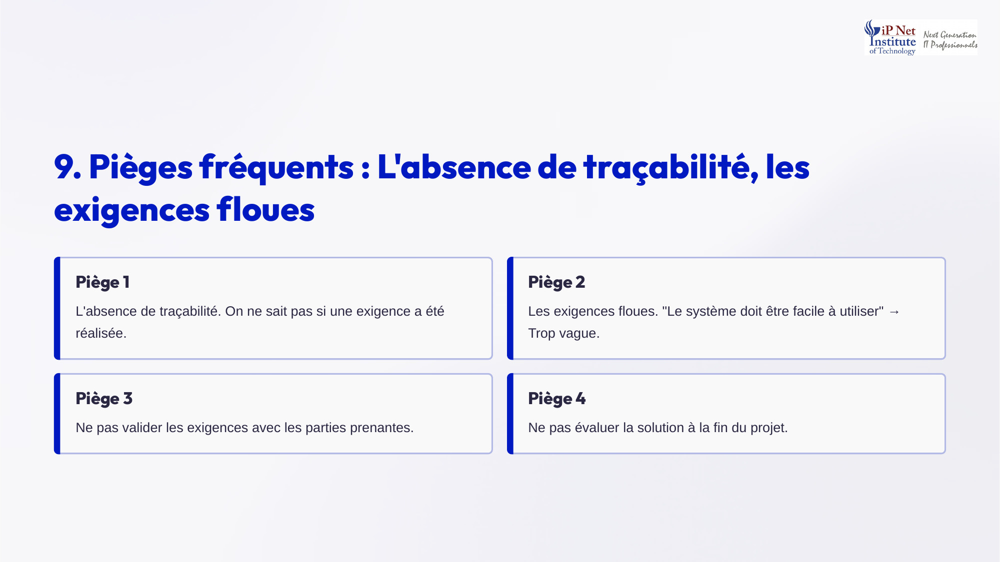 iP Net
Institute
of Technology
Next Generation
IT Professionnels
9. Pièges fréquents : L'absence de traçabilité, les
exigences floues
Piège 1
L'absence de traçabilité. On ne sait pas si une exigence a été
réalisée.
Piège 2
Les exigences floues. "Le système doit être facile à utiliser" →
Trop vague.
Piège 3
Ne pas valider les exigences avec les parties prenantes.
Piège 4
Ne pas évaluer la solution à la fin du projet.